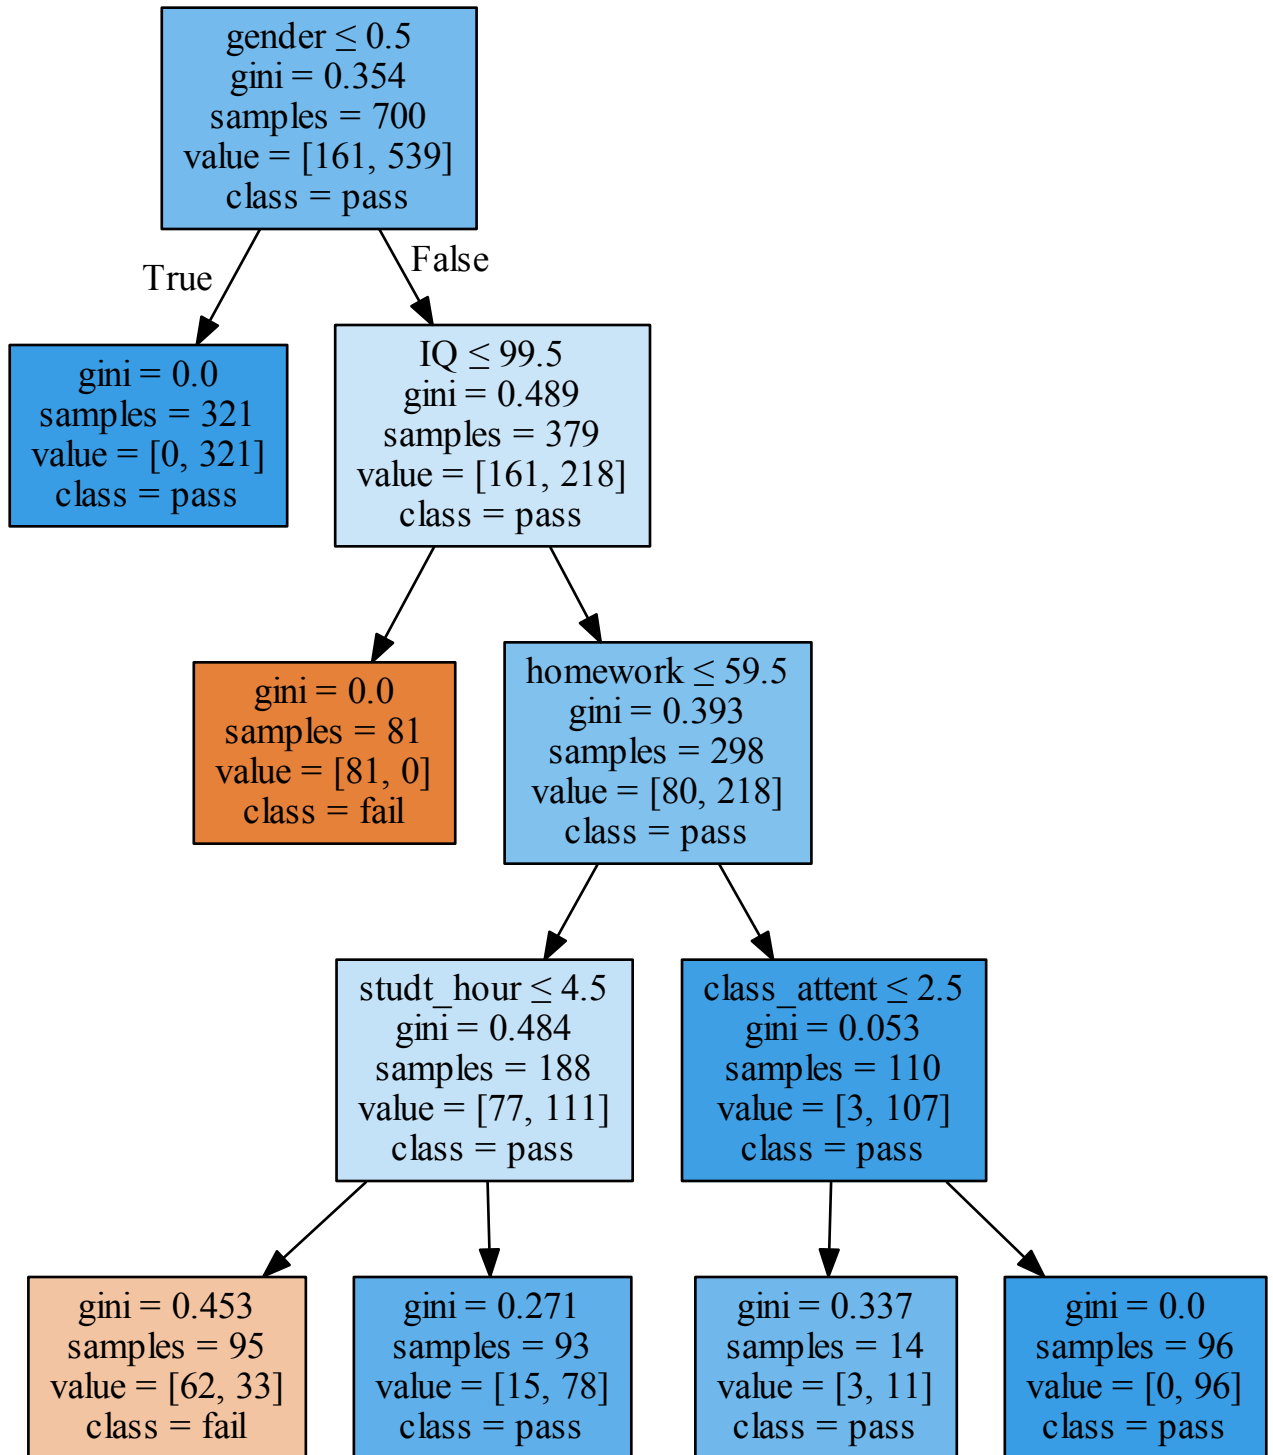 gender ≤ 0.5
gini = 0.354
samples = 700
value = [161, 539]
class = pass
True
False
gini = 0.0
samples = 321
value = [0, 321]
class = pass
IQ ≤ 99.5
gini = 0.489
samples = 379
value = [161, 218]
class = pass
gini = 0.0
samples = 81
value = [81, 0]
class = fail
homework ≤ 59.5
gini = 0.393
samples = 298
value = [80, 218]
class = pass
studt_hour ≤ 4.5
gini = 0.484
samples = 188
value = [77, 111]
class = pass
class_attent ≤ 2.5
gini = 0.053
samples = 110
value = [3, 107]
class = pass
gini = 0.453
samples = 95
value = [62, 33]
class = fail
gini = 0.271
samples = 93
value = [15, 78]
class = pass
gini = 0.337
samples = 14
value = [3, 11]
class = pass
gini = 0.0
samples = 96
value = [0, 96]
class = pass